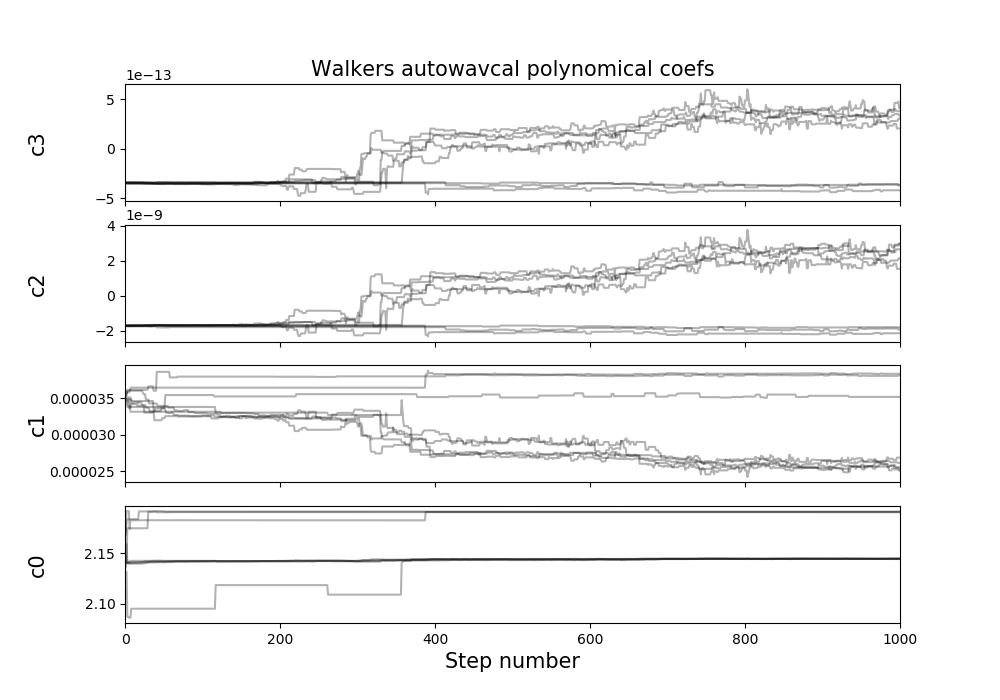 Walkers autowavcal polynomical coefs
1e−13
5
0
−5
c3
1e−9
4
2
0
−2
c2
0.000035
0.000030
0.000025
c1
2.15
2.10
c0
0 200 400 600 800 1000
Step number